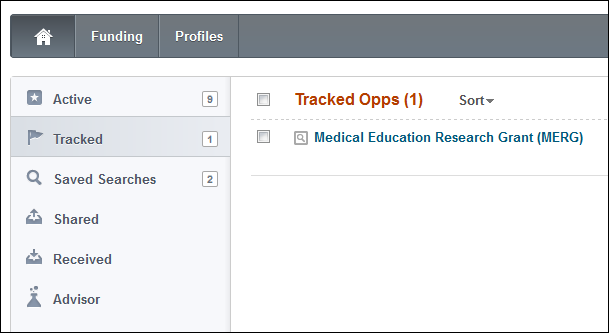 Funding Profiles
Active 9
Tracked 1
Saved Searches 2
Shared
Received
Advisor
Tracked Opps (1) Sort
Medical Education Research Grant (MERG)